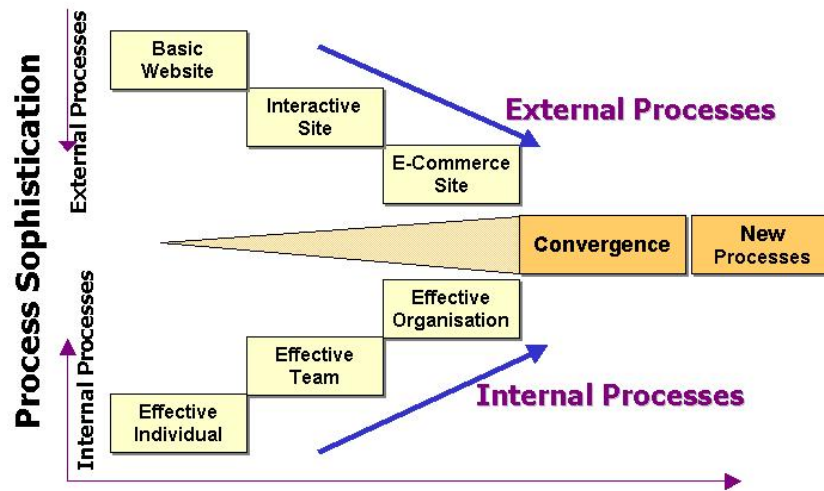 Process Sophistication
External Processes
Internal Processes
Basic
Website
Interactive
Site
E-Commerce
Site
External Processes
Convergence
New
Processes
Effective
Organisation
Effective
Team
Effective
Individual
Internal Processes